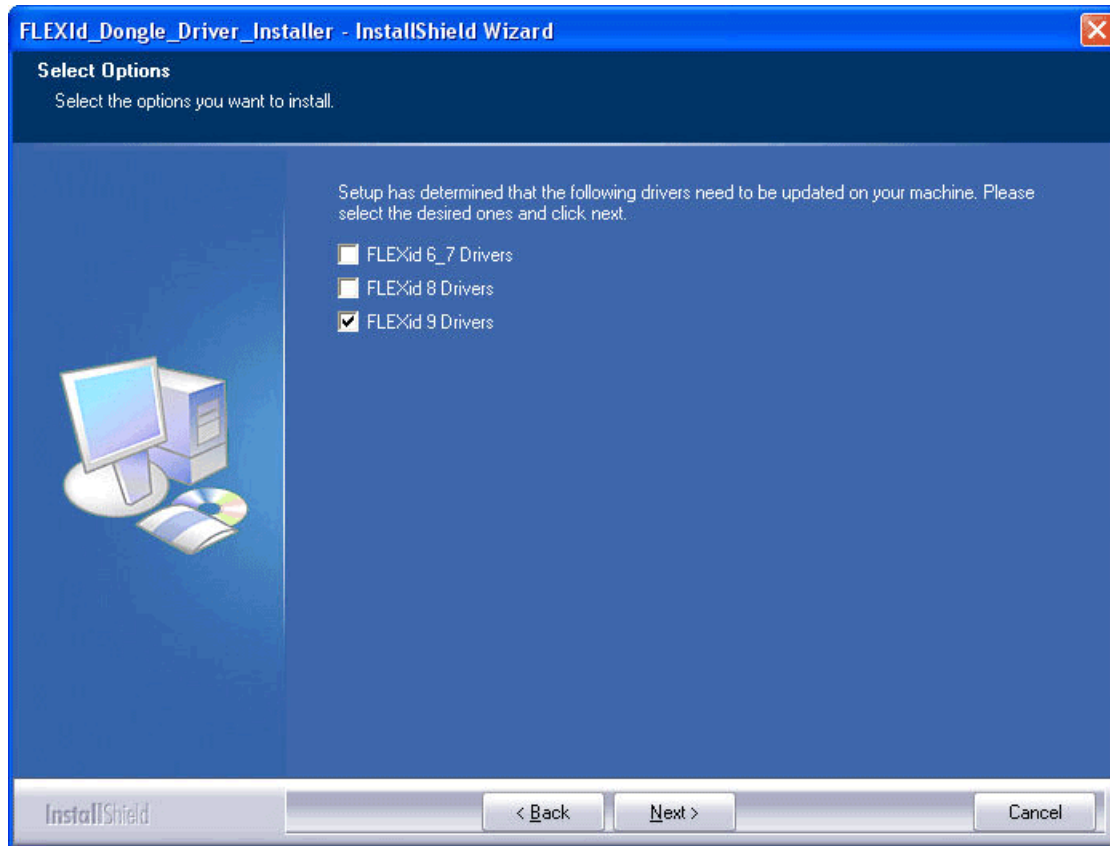 FLEXId_Dongle_Driver_Installer - InstallShield Wizard
Select Options
Select the options you want to install.
Setup has determined that the following drivers need to be updated on your machine. Please
select the desired ones and click next.
FLEXid 6_7 Drivers
FLEXid 8 Drivers
FLEXid 9 Drivers
InstallShield
< Back
Next >
Cancel